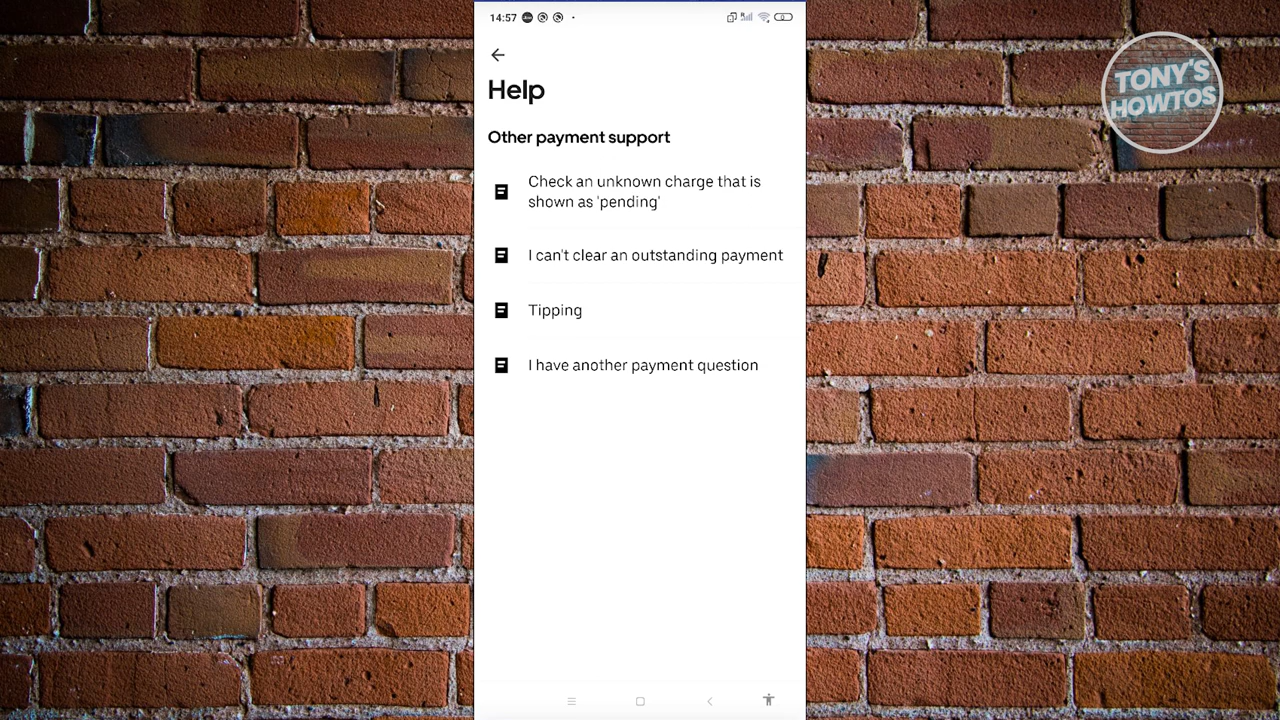 14:57
TONY'S
HOWTOS
Help
Other payment support
Check an unknown charge that is
shown as 'pending'
I can't clear an outstanding payment
Tipping
I have another payment question